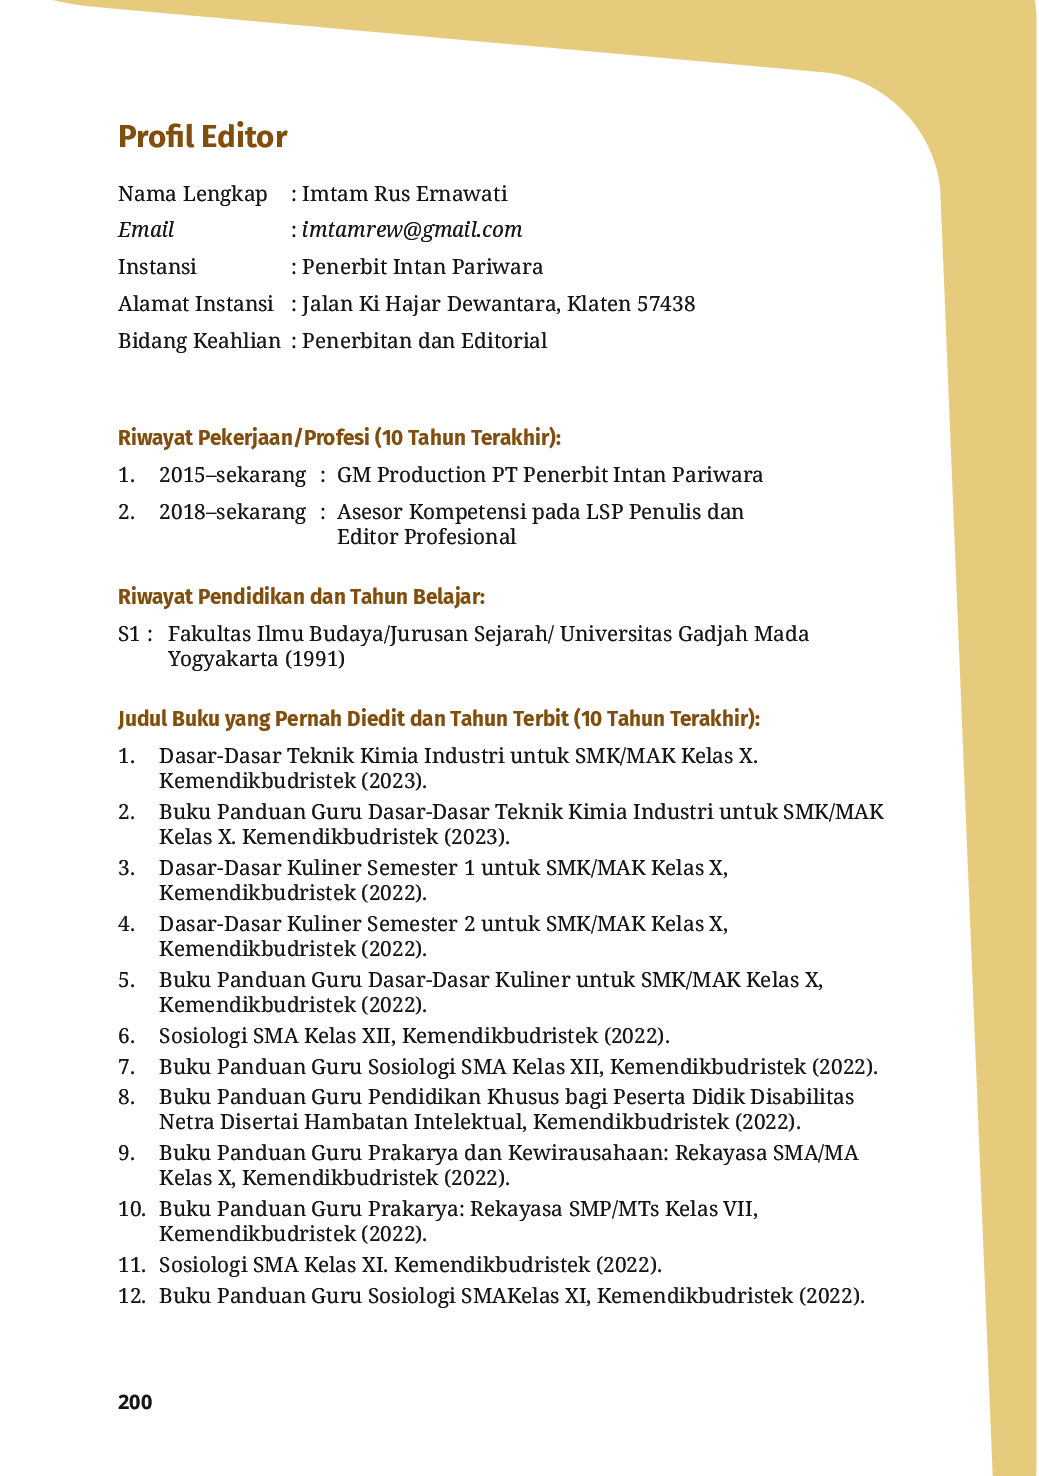 Profil Editor
Nama Lengkap : Imtam Rus Ernawati
Email : imtamrew@gmail.com
Instansi : Penerbit Intan Pariwara
Alamat Instansi : Jalan Ki Hajar Dewantara, Klaten 57438
Bidang Keahlian : Penerbitan dan Editorial
Riwayat Pekerjaan/Profesi (10 Tahun Terakhir):
1. 2015–sekarang : GM Production PT Penerbit Intan Pariwara
2. 2018–sekarang : Asesor Kompetensi pada LSP Penulis dan
Editor Profesional
Riwayat Pendidikan dan Tahun Belajar:
S1 : Fakultas Ilmu Budaya/Jurusan Sejarah/ Universitas Gadjah Mada
Yogyakarta (1991)
Judul Buku yang Pernah Diedit dan Tahun Terbit (10 Tahun Terakhir):
1. Dasar-Dasar Teknik Kimia Industri untuk SMK/MAK Kelas X.
Kemendikbudristek (2023).
2. Buku Panduan Guru Dasar-Dasar Teknik Kimia Industri untuk SMK/MAK
Kelas X. Kemendikbudristek (2023).
3. Dasar-Dasar Kuliner Semester 1 untuk SMK/MAK Kelas X,
Kemendikbudristek (2022).
4. Dasar-Dasar Kuliner Semester 2 untuk SMK/MAK Kelas X,
Kemendikbudristek (2022).
5. Buku Panduan Guru Dasar-Dasar Kuliner untuk SMK/MAK Kelas X,
Kemendikbudristek (2022).
6. Sosiologi SMA Kelas XII, Kemendikbudristek (2022).
7. Buku Panduan Guru Sosiologi SMA Kelas XII, Kemendikbudristek (2022).
8. Buku Panduan Guru Pendidikan Khusus bagi Peserta Didik Disabilitas
Netra Disertai Hambatan Intelektual, Kemendikbudristek (2022).
9. Buku Panduan Guru Prakarya dan Kewirausahaan: Rekayasa SMA/MA
Kelas X, Kemendikbudristek (2022).
10. Buku Panduan Guru Prakarya: Rekayasa SMP/MTs Kelas VII,
Kemendikbudristek (2022).
11. Sosiologi SMA Kelas XI. Kemendikbudristek (2022).
12. Buku Panduan Guru Sosiologi SMAKelas XI, Kemendikbudristek (2022).
200